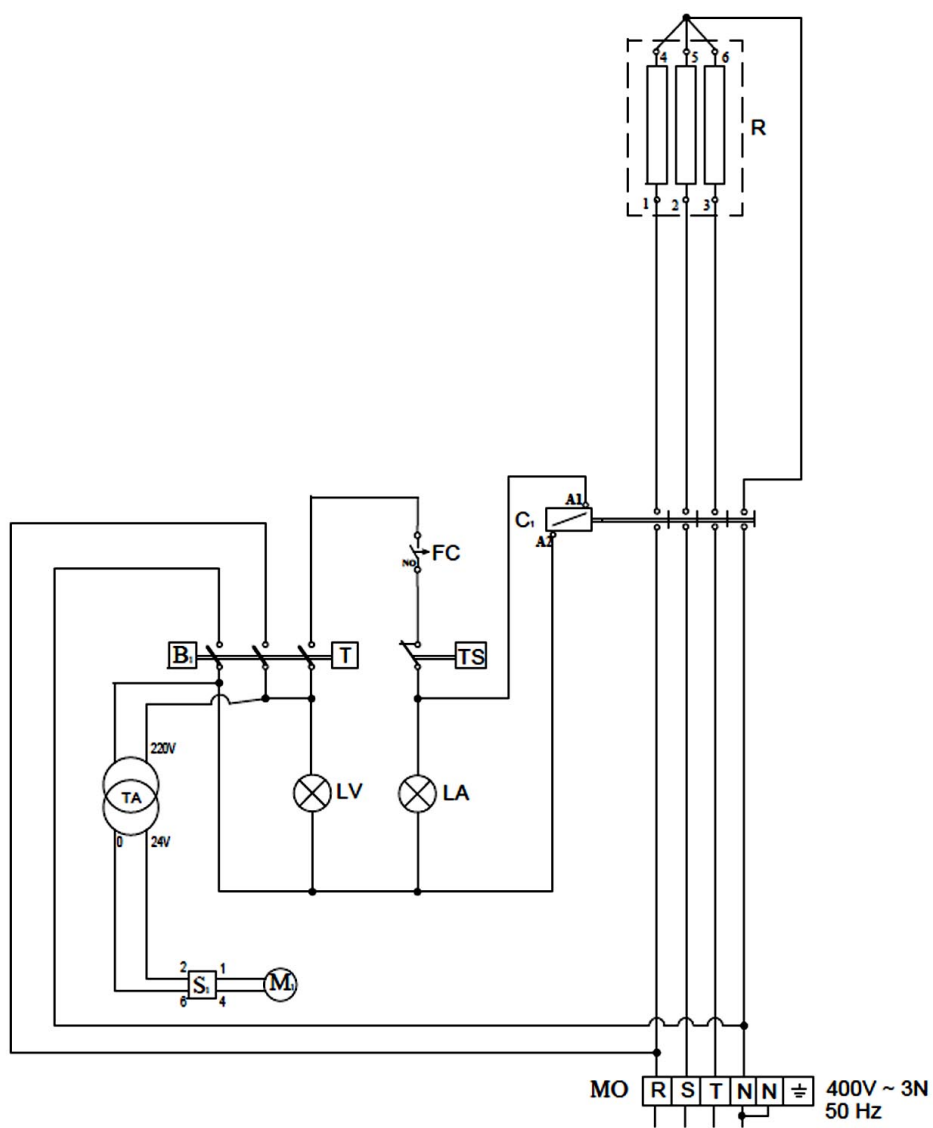 4 5 6
R
1 2 3
A1
C1
A2
FC
NO
B1 T TS
220V
TA
LV LA
0 24V
2 1
S1 M1
6 4
MO R S T N N 400V ~ 3N
50 Hz